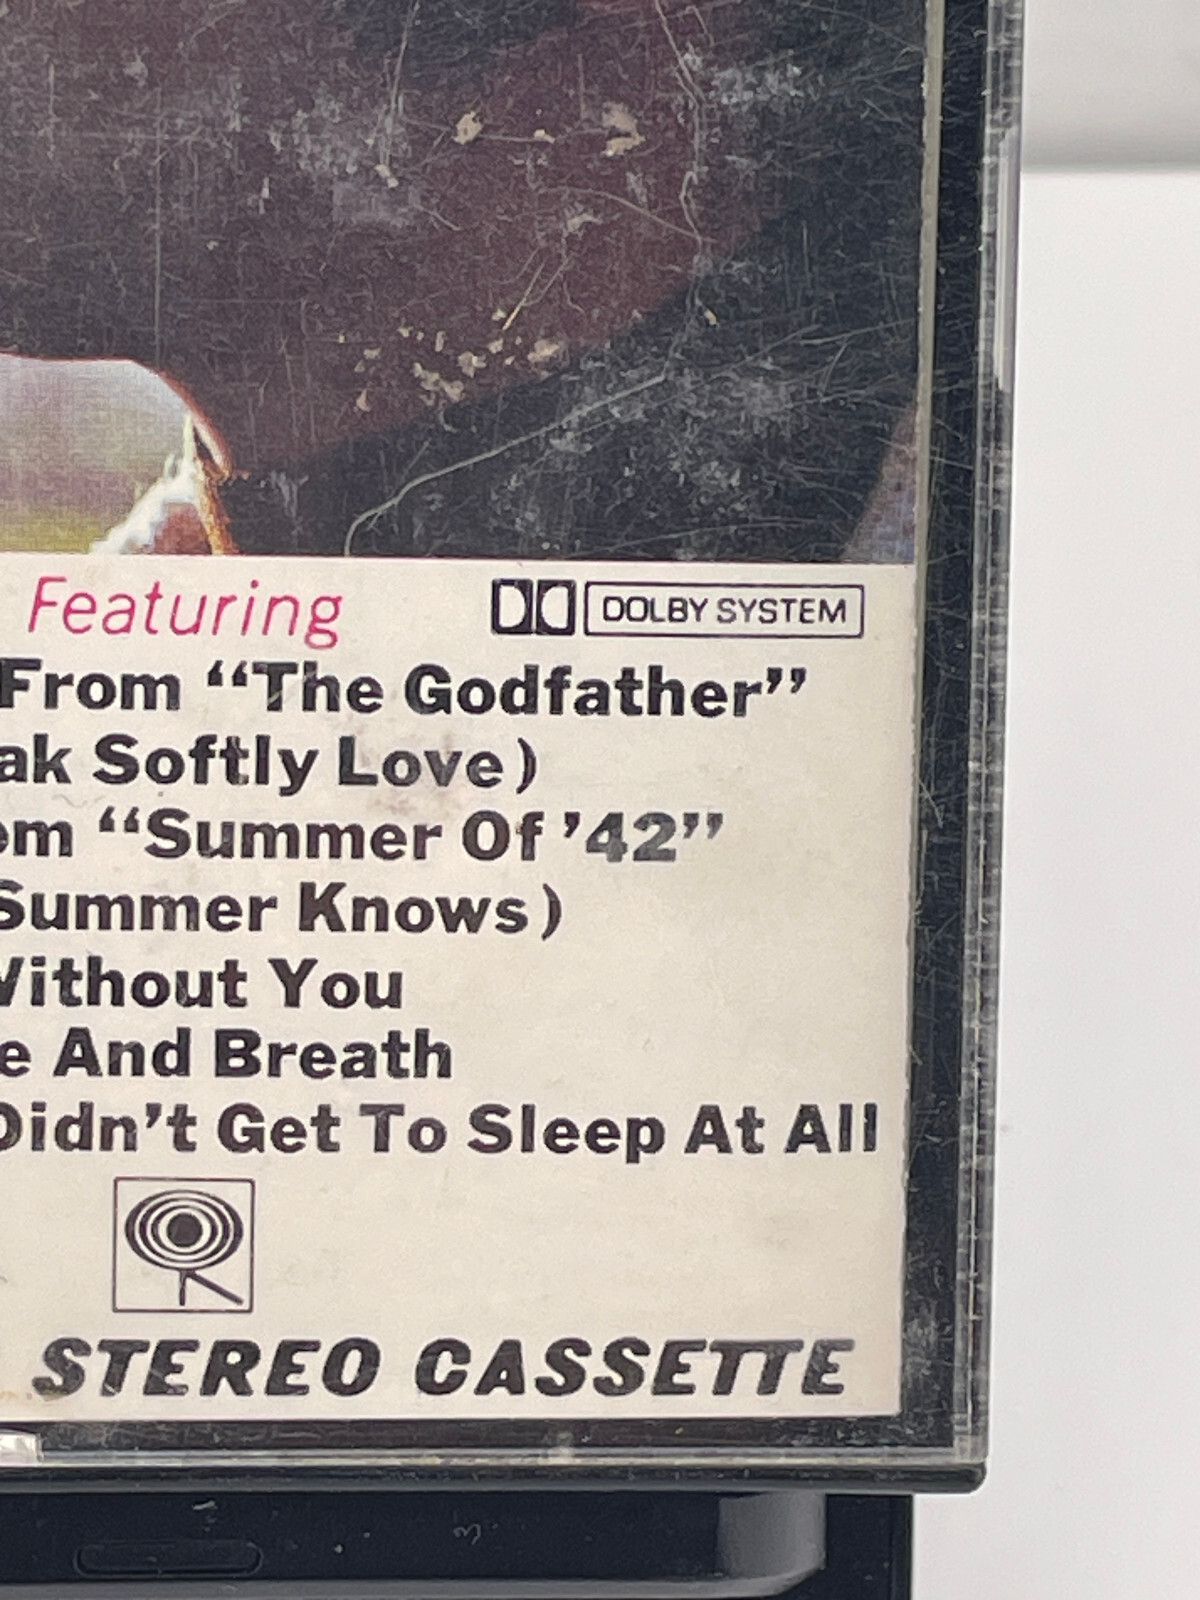 Featuring
DOLBY SYSTEM
From “The Godfather”
ak Softly Love)
em “Summer Of ’42”
Summer Knows)
Without You
e And Breath
Didn’t Get To Sleep At All
STEREO CASSETTE